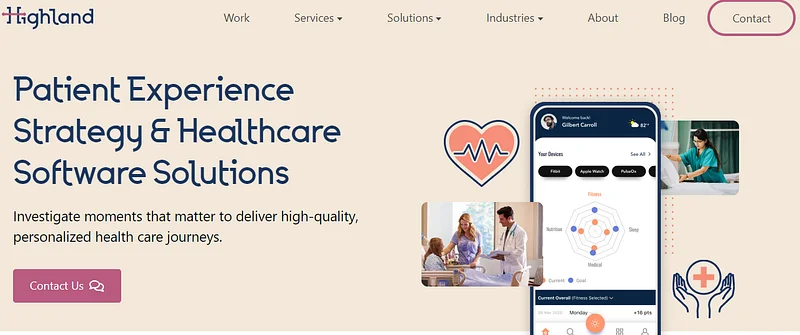 Highland
Work
Services
Solutions
Industries
About
Blog
Contact
Patient Experience
Strategy & Healthcare
Software Solutions
Investigate moments that matter to deliver high-quality,
personalized health care journeys.
Contact Us
Welcome back!
Gilbert Carroll
82°
Your Devices
See All
Fitbit
Apple Watch
PulseOx
Fitness
Nutrition
Sleep
Medical
Current
Goal
Current Overall (Fitness Selected)
Monday
+16 pts